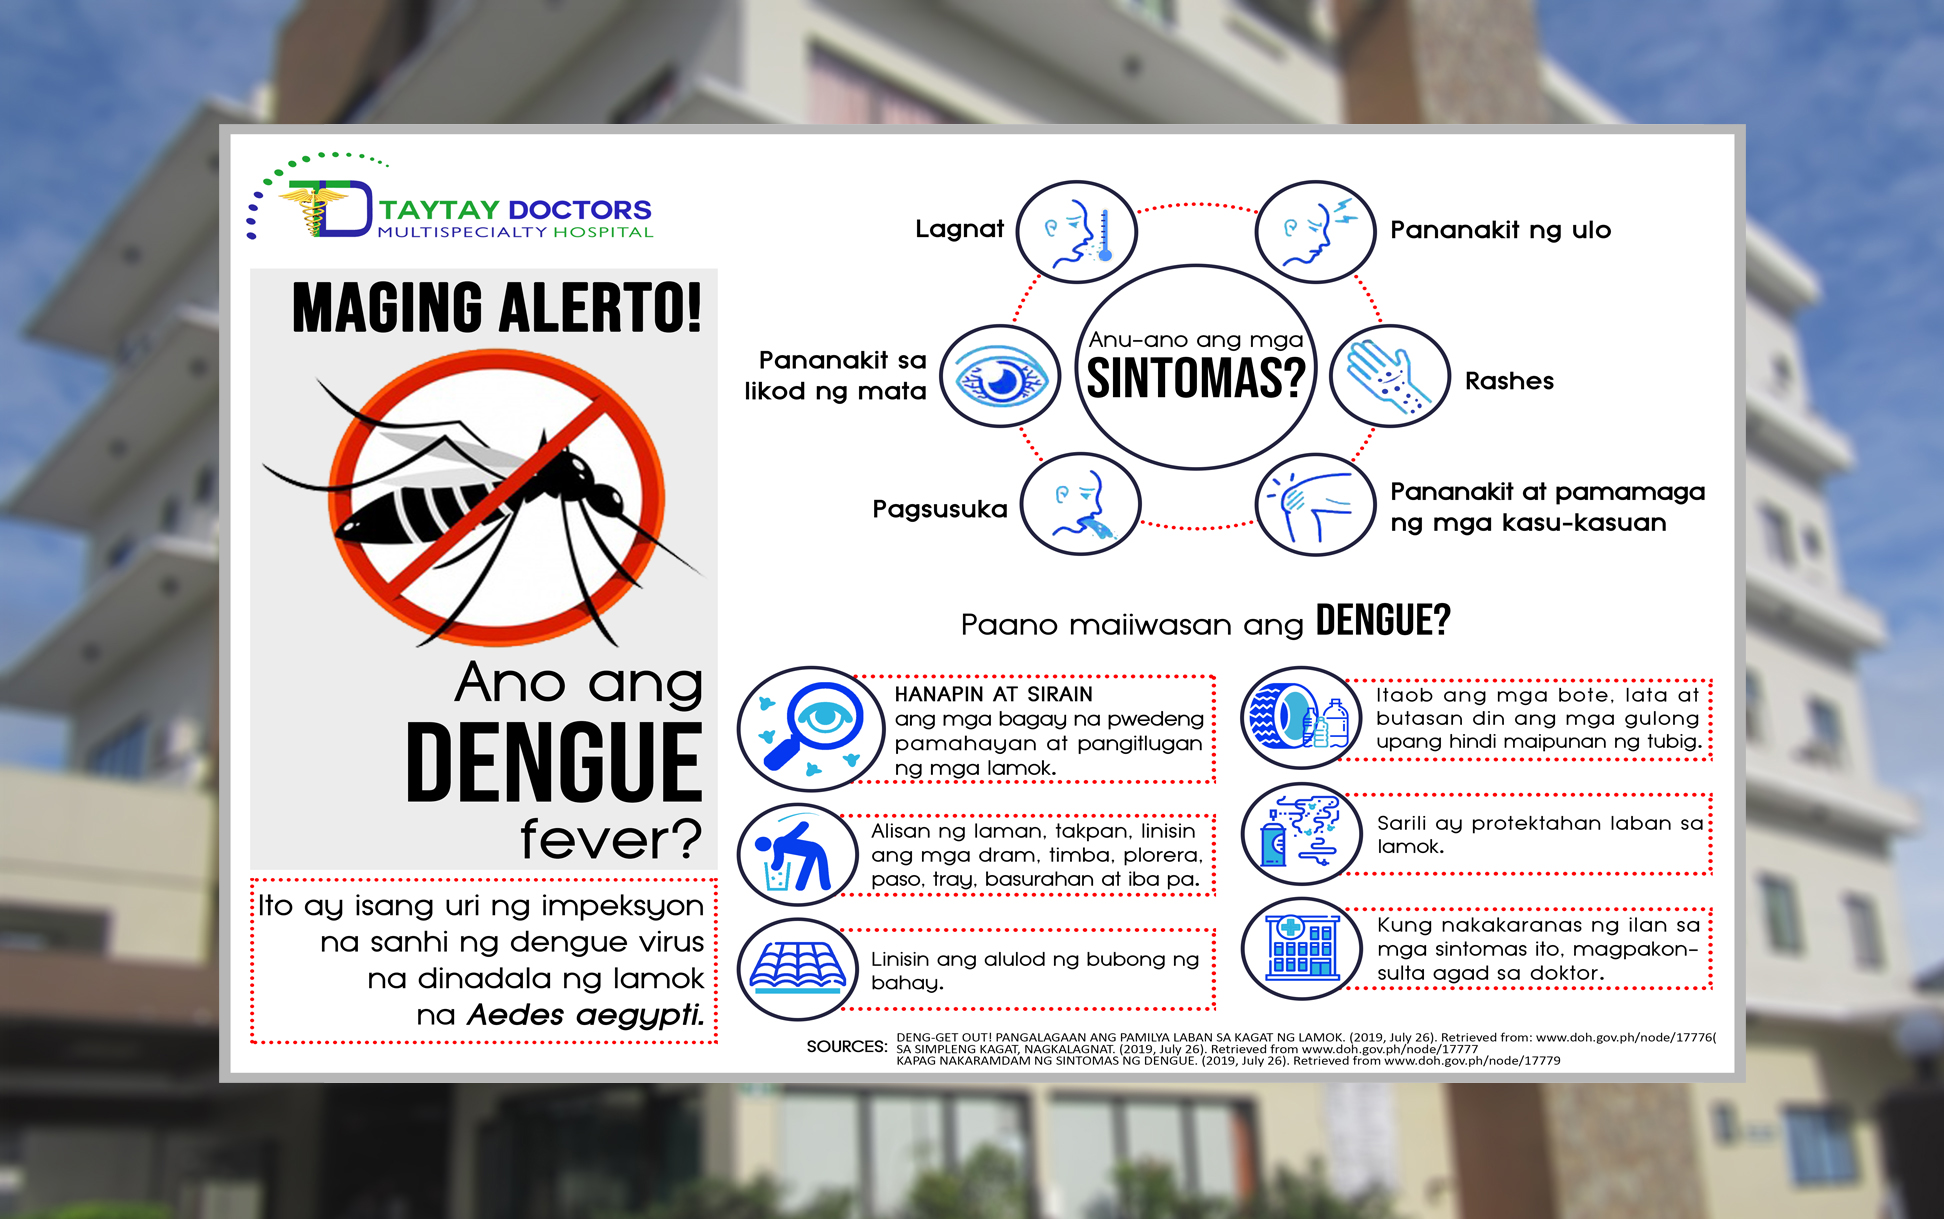 TAYTAY DOCTORS
MULTISPECIALTY HOSPITAL
MAGING ALERTO!
Ano ang
DENGUE
fever?
Ito ay isang uri ng impeksyon
na sanhi ng dengue virus
na dinadala ng lamok
na Aedes aegypti.
Anu-ano ang mga
SINTOMAS?
Lagnat
Pananakit ng ulo
Pananakit sa
likod ng mata
Rashes
Pagsusuka
Pananakit at pamamaga
ng mga kasu-kasuan
Paano maiiwasan ang DENGUE?
HANAPIN AT SIRAIN
ang mga bagay na pwedeng
pamahayan at pangitlugan
ng mga lamok.
Alisan ng laman, takpan, linisin
ang mga dram, timba, plorera,
paso, tray, basurahan at iba pa.
Linisin ang alulod ng bubong ng
bahay.
Itaob ang mga bote, lata at
butasan din ang mga gulong
upang hindi maipunan ng tubig.
Sarili ay protektahan laban sa
lamok.
Kung nakakaranas ng ilan sa
mga sintomas ito, magpakon-
sulta agad sa doktor.
SOURCES: DENG-GET OUT! PANGALAGAAN ANG PAMILYA LABAN SA KAGAT NG LAMOK. (2019, July 26). Retrieved from: www.doh.gov.ph/node/17776(
SA SIMPLENG KAGAT, NAGKALAGNAT. (2019, July 26). Retrieved from www.doh.gov.ph/node/17777
KAPAG NAKARAMDAM NG SINTOMAS NG DENGUE. (2019, July 26). Retrieved from www.doh.gov.ph/node/17779